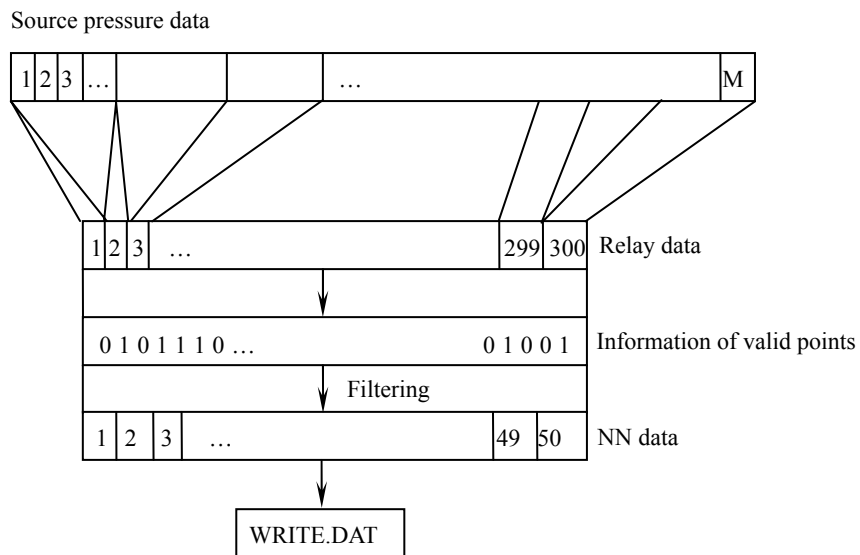 Source pressure data
1 2 3 ... ... M
1 2 3 ... 299 300 Relay data
0 1 0 1 1 1 0 ... 0 1 0 0 1 Information of valid points
Filtering
1 2 3 ... 49 50 NN data
WRITE.DAT